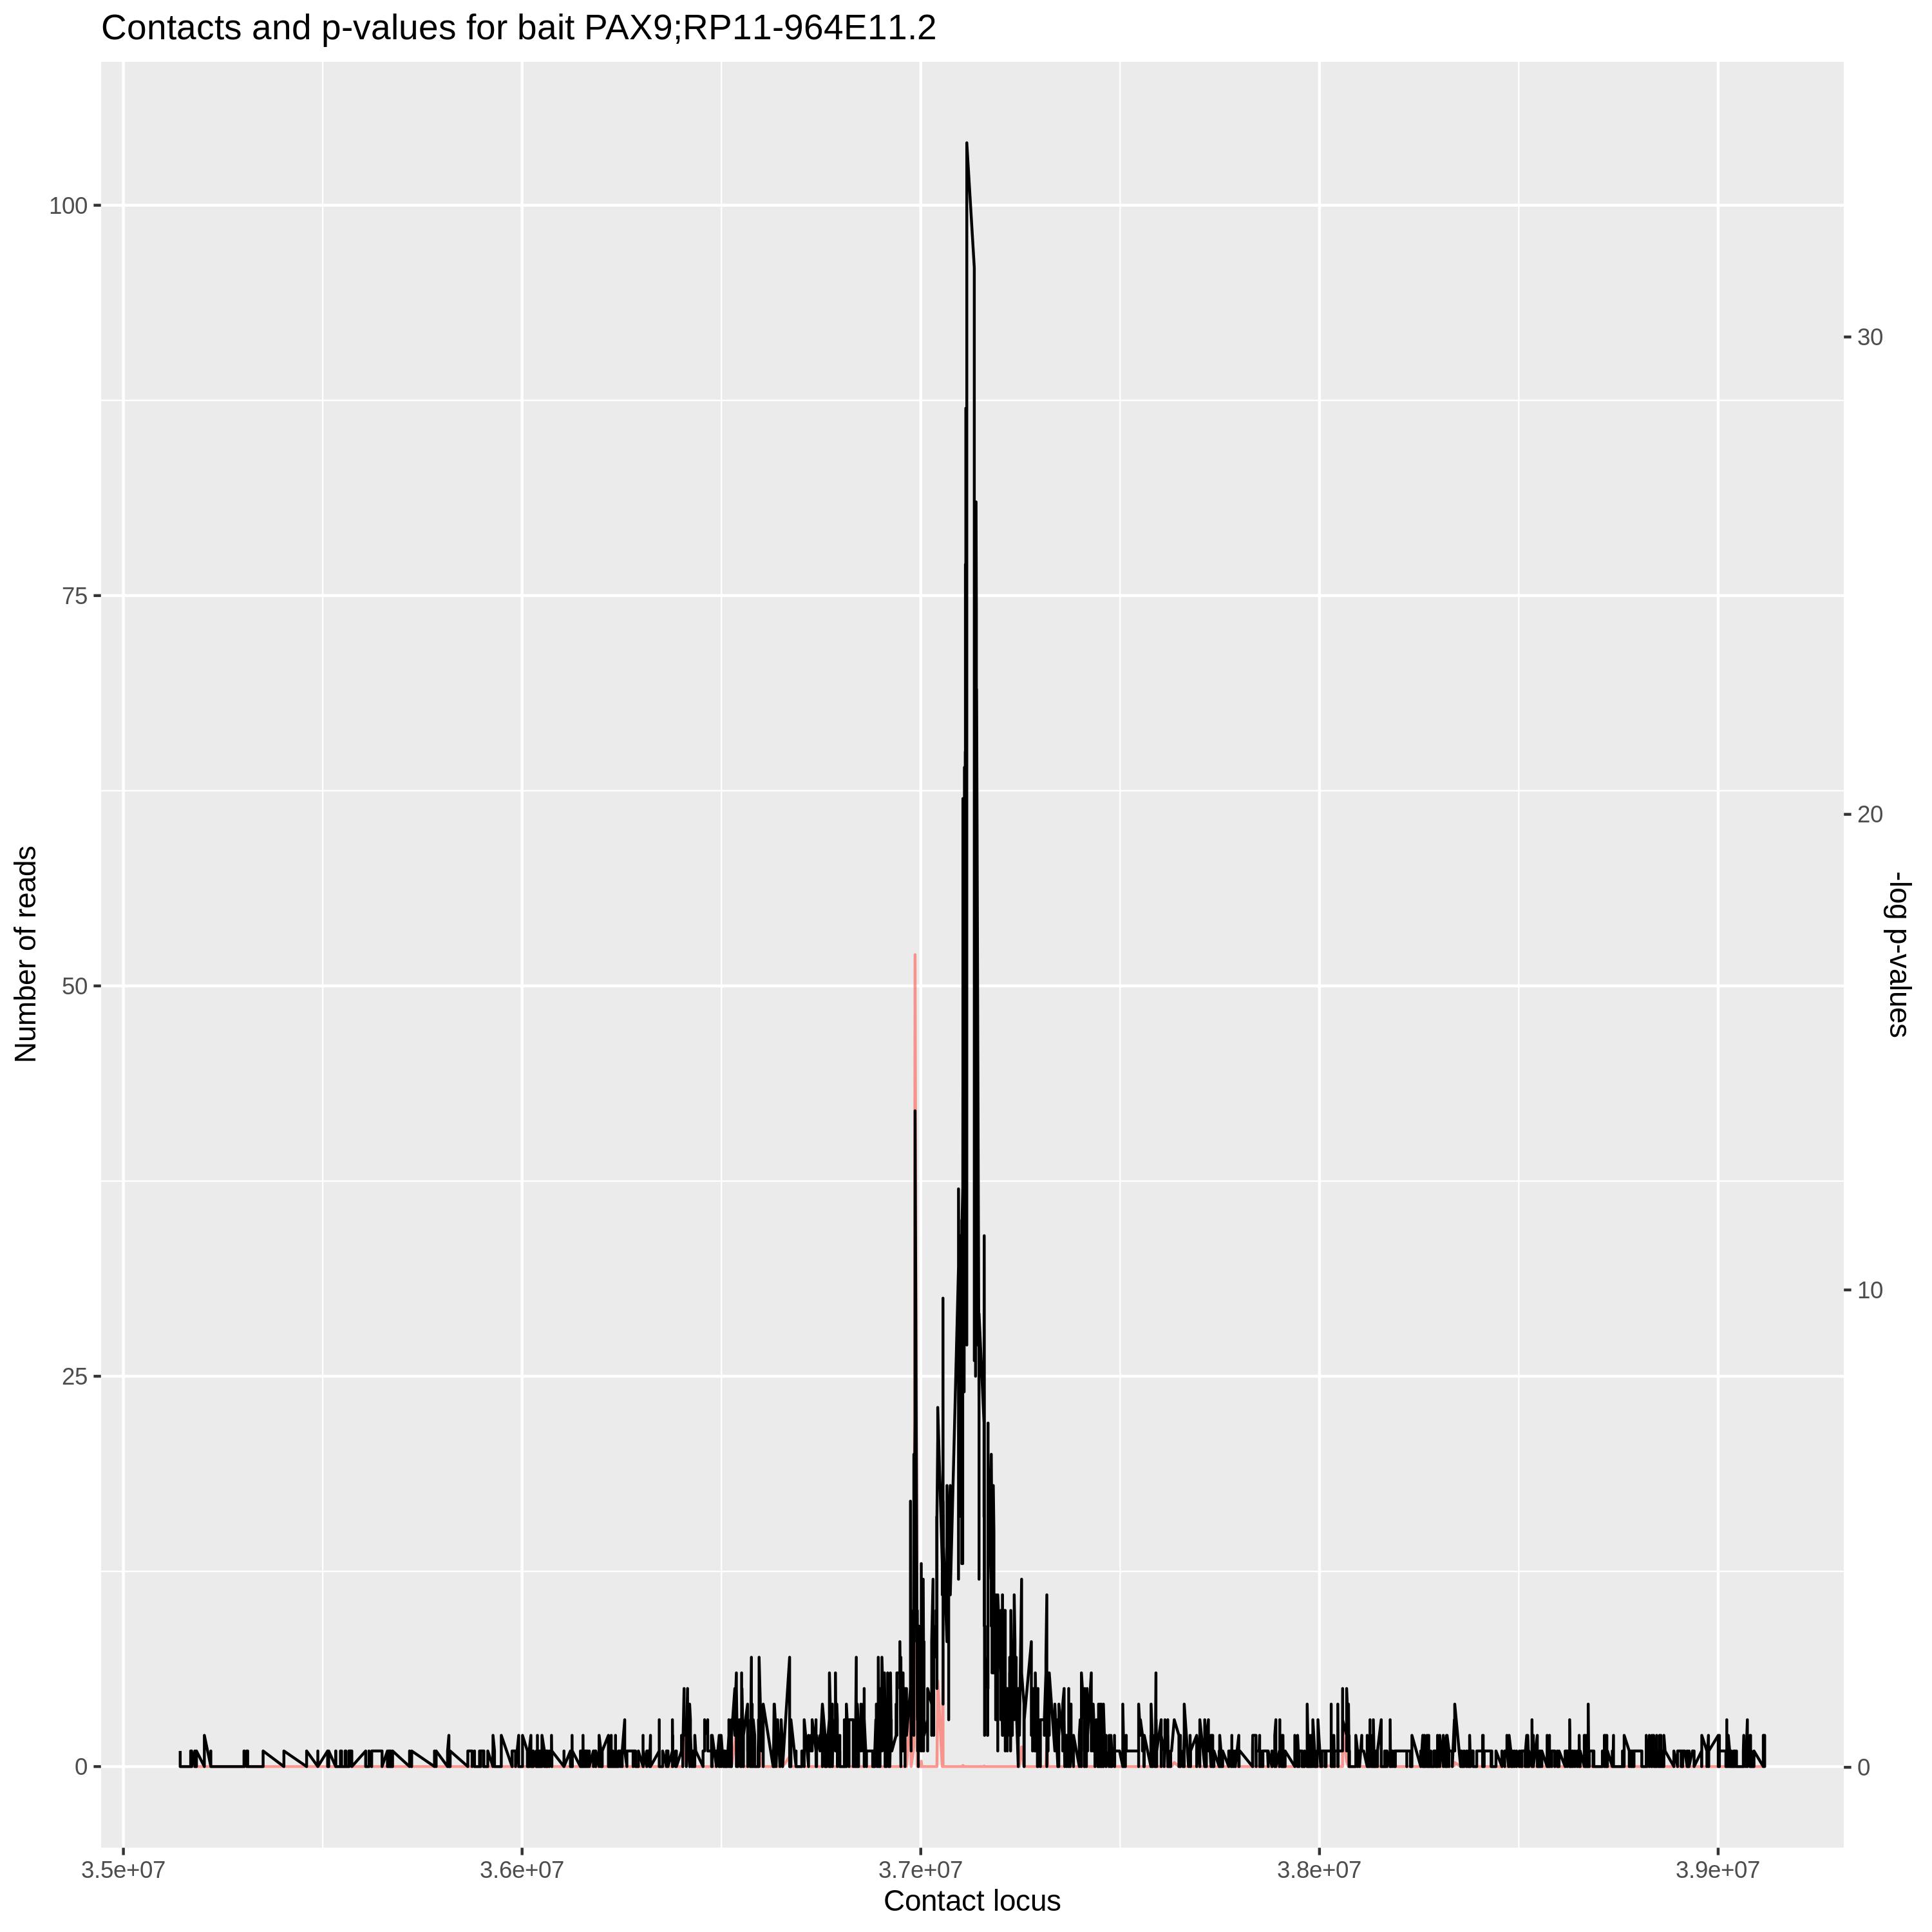 Contacts and p-values for bait PAX9;RP11-964E11.2
100
75
50
25
0
Number of reads
30
20
10
0
-log p-values
3.5e+07
3.6e+07
3.7e+07
3.8e+07
3.9e+07
Contact locus